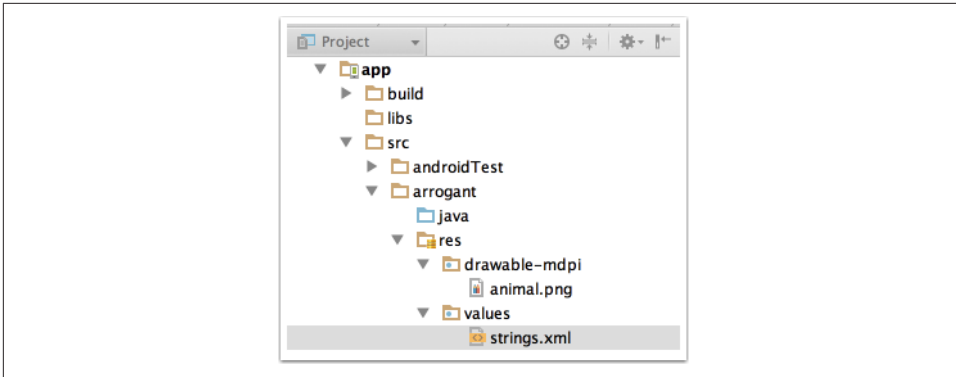 Project
app
build
libs
src
androidTest
arrogant
java
res
drawable-mdpi
animal.png
values
strings.xml